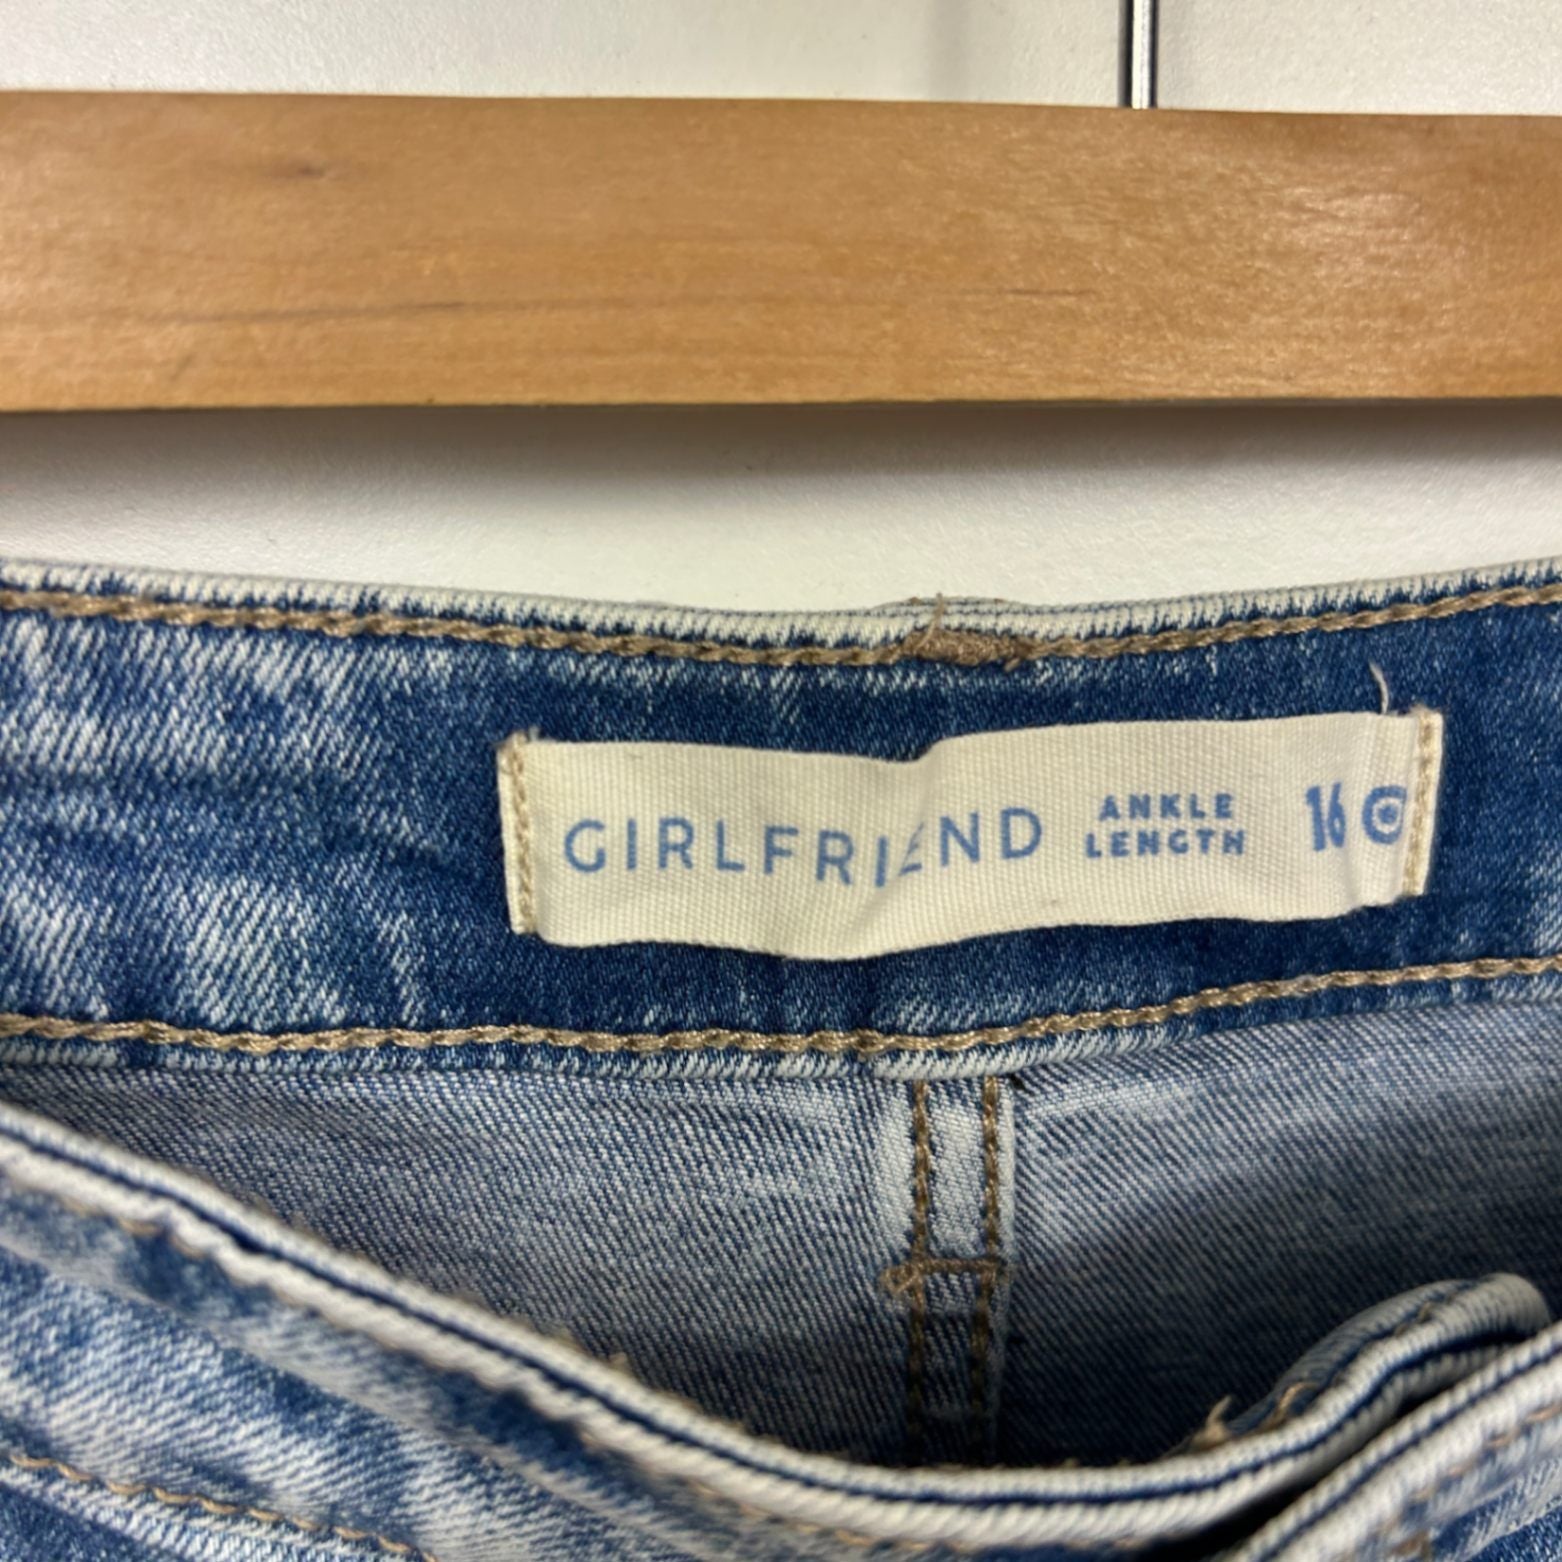 GIRLFRIEND
ANKLE
LENGTH
16